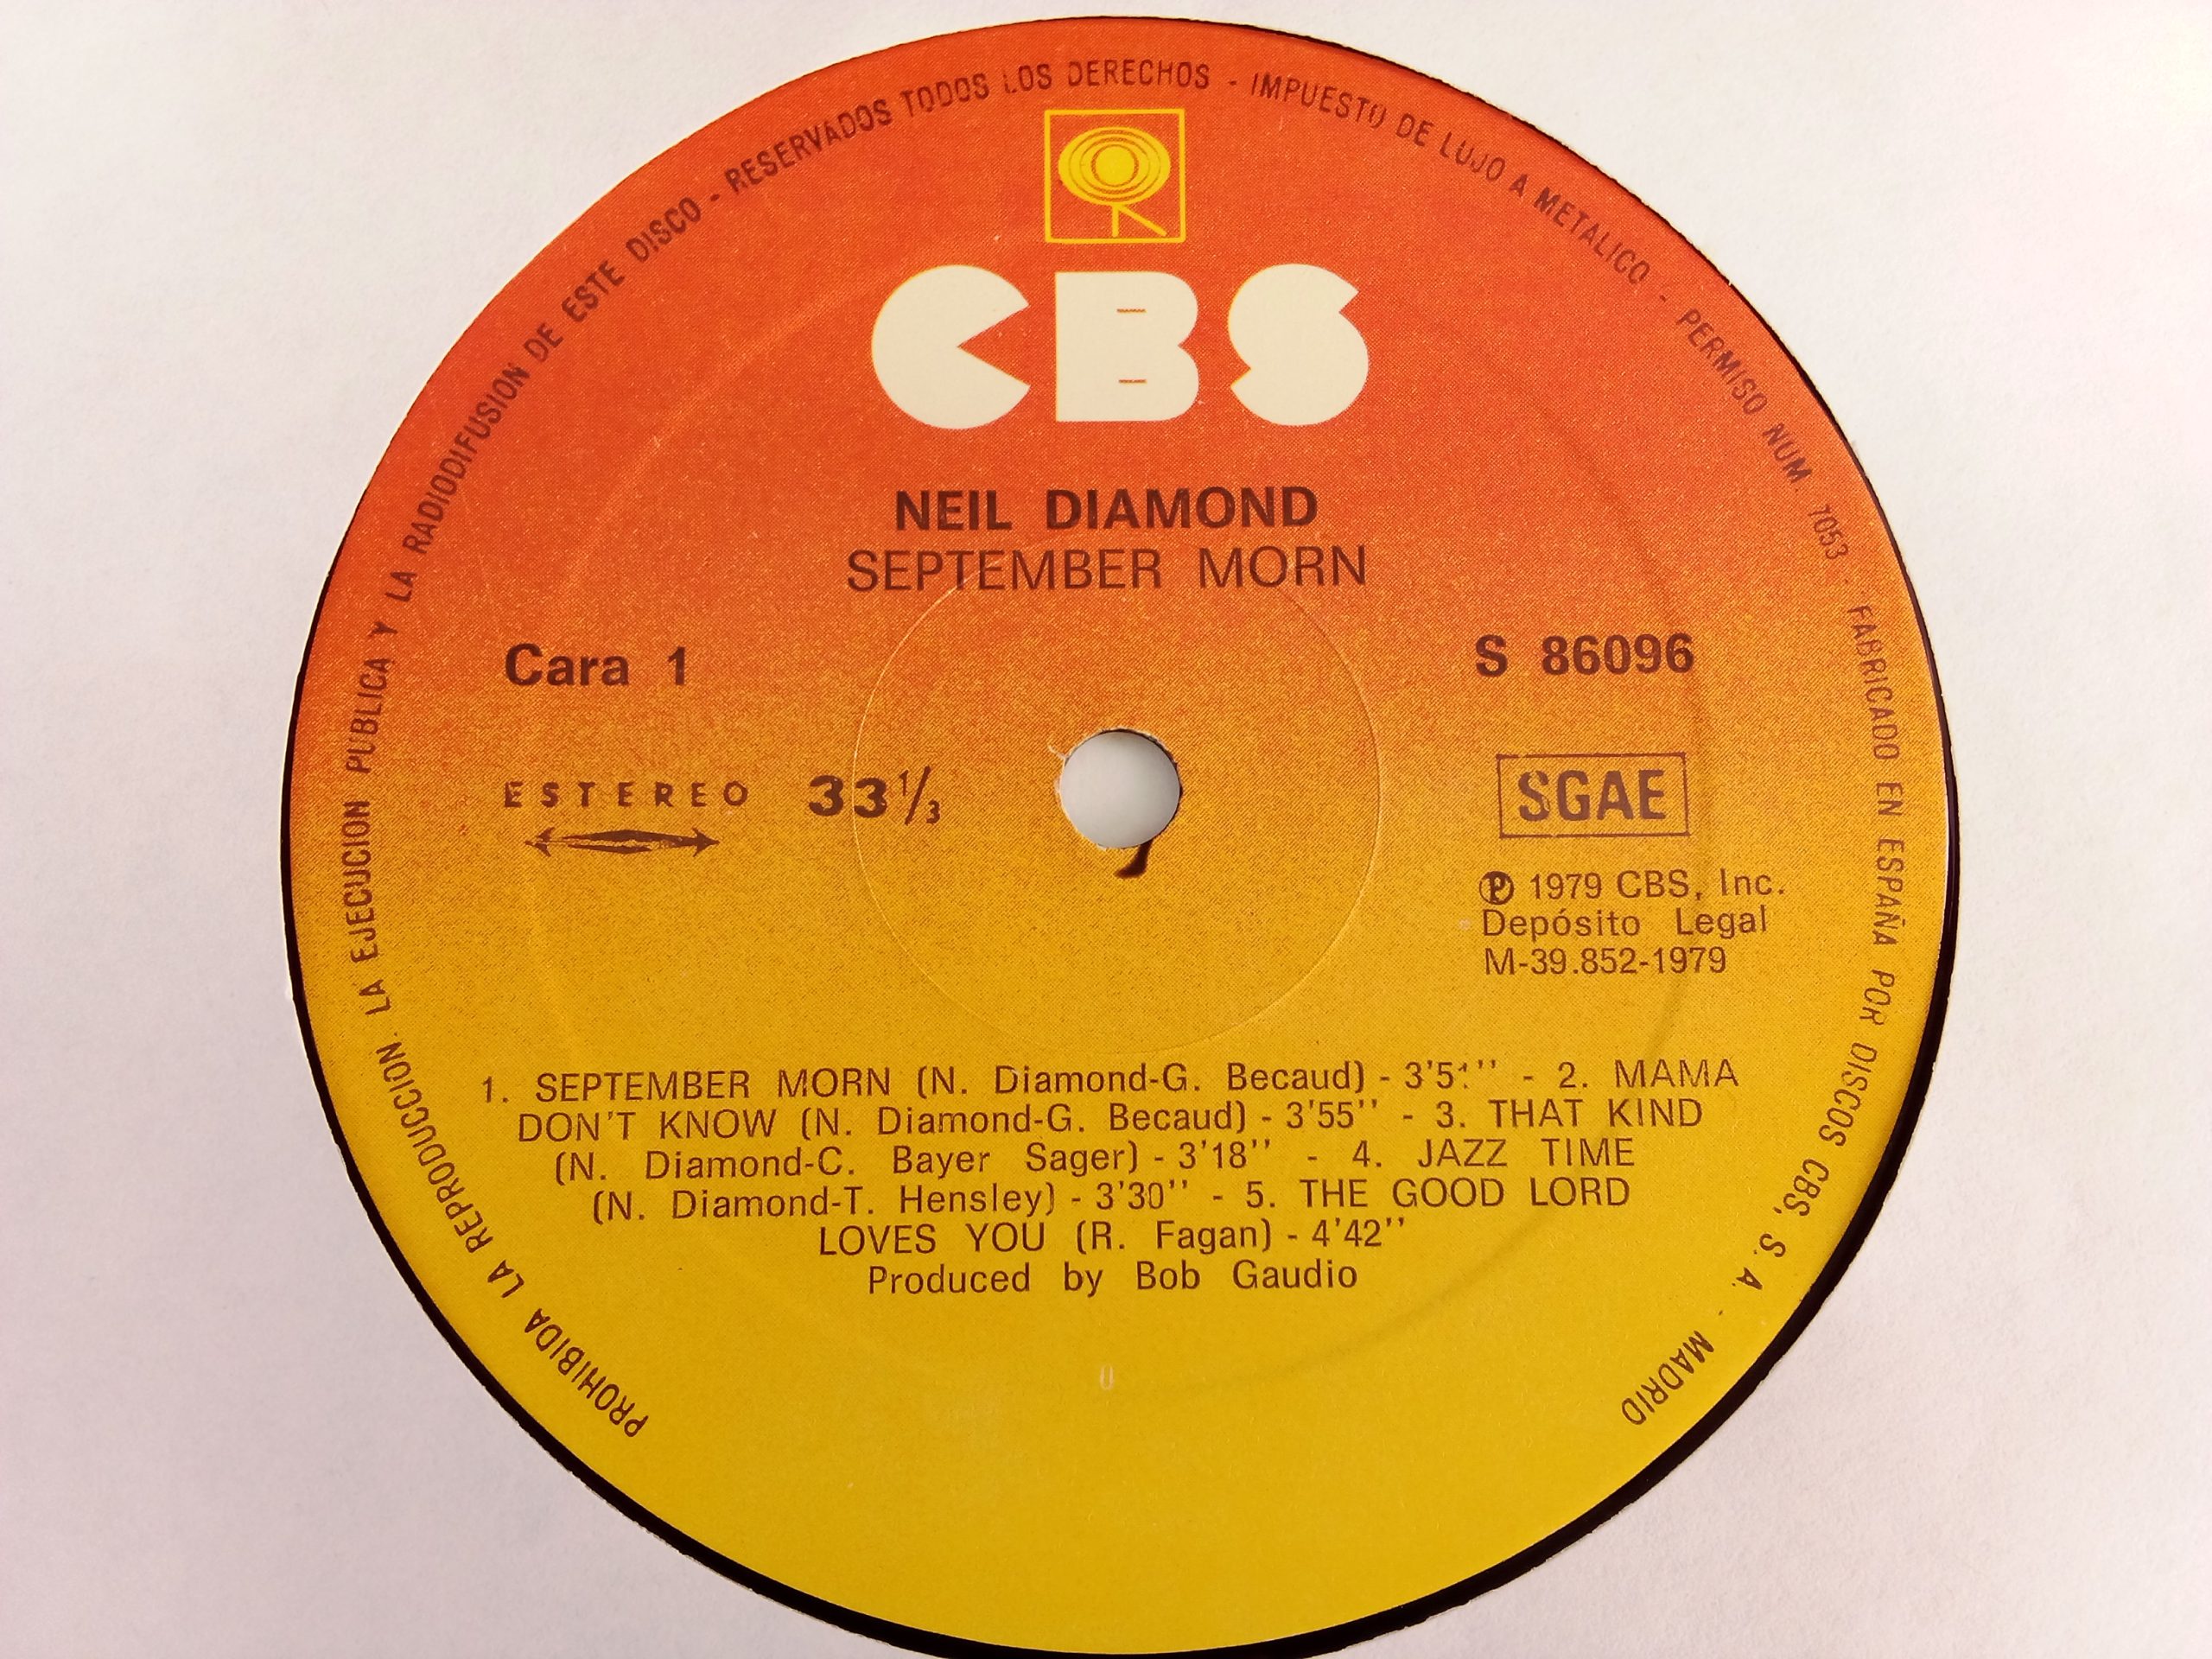 PROHIBIDA LA REPRODUCCION. LA EJECUCION PUBLICA Y LA RADIODIFUSION DE ESTE DISCO - RESERVADOS TODOS LOS DERECHOS - IMPUESTO DE LUJO A METALICO - PERMISO NUM. 7053 - FABRICADO EN ESPAÑA POR DISCOS CBS, S. A. - MADRID
CBS
NEIL DIAMOND
SEPTEMBER MORN
Cara 1
S 86096
ESTEREO 33 1/3
SGAE
℗ 1979 CBS, Inc.
Depósito Legal
M-39.852-1979
1. SEPTEMBER MORN (N. Diamond-G. Becaud) - - 2. MAMA
DON'T KNOW (N. Diamond-G. Becaud) - 3'55'' - 3. THAT KIND
(N. Diamond-C. Bayer Sager) - 3'18'' - 4. JAZZ TIME
(N. Diamond-T. Hensley) - 3'30'' - 5. THE GOOD LORD
LOVES YOU (R. Fagan) - 4'42''
Produced by Bob Gaudio